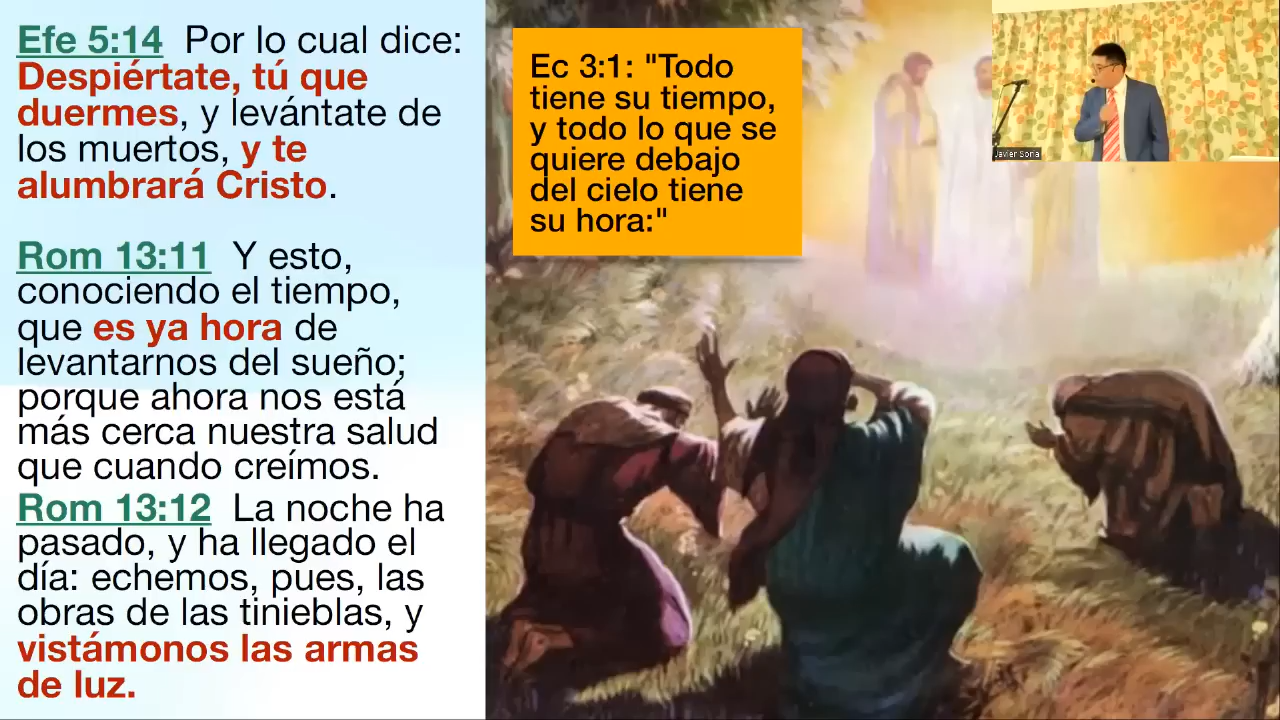 Efe 5:14 Por lo cual dice:
Despiértate, tú que
duermes, y levántate de
los muertos, y te
alumbrará Cristo.
Rom 13:11 Y esto,
conociendo el tiempo,
que es ya hora de
levantarnos del sueño;
porque ahora nos está
más cerca nuestra salud
que cuando creímos.
Rom 13:12 La noche ha
pasado, y ha llegado el
día: echemos, pues, las
obras de las tinieblas, y
vistámonos las armas
de luz.
Ec 3:1: "Todo
tiene su tiempo,
y todo lo que se
quiere debajo
del cielo tiene
su hora:"
Javier Soria